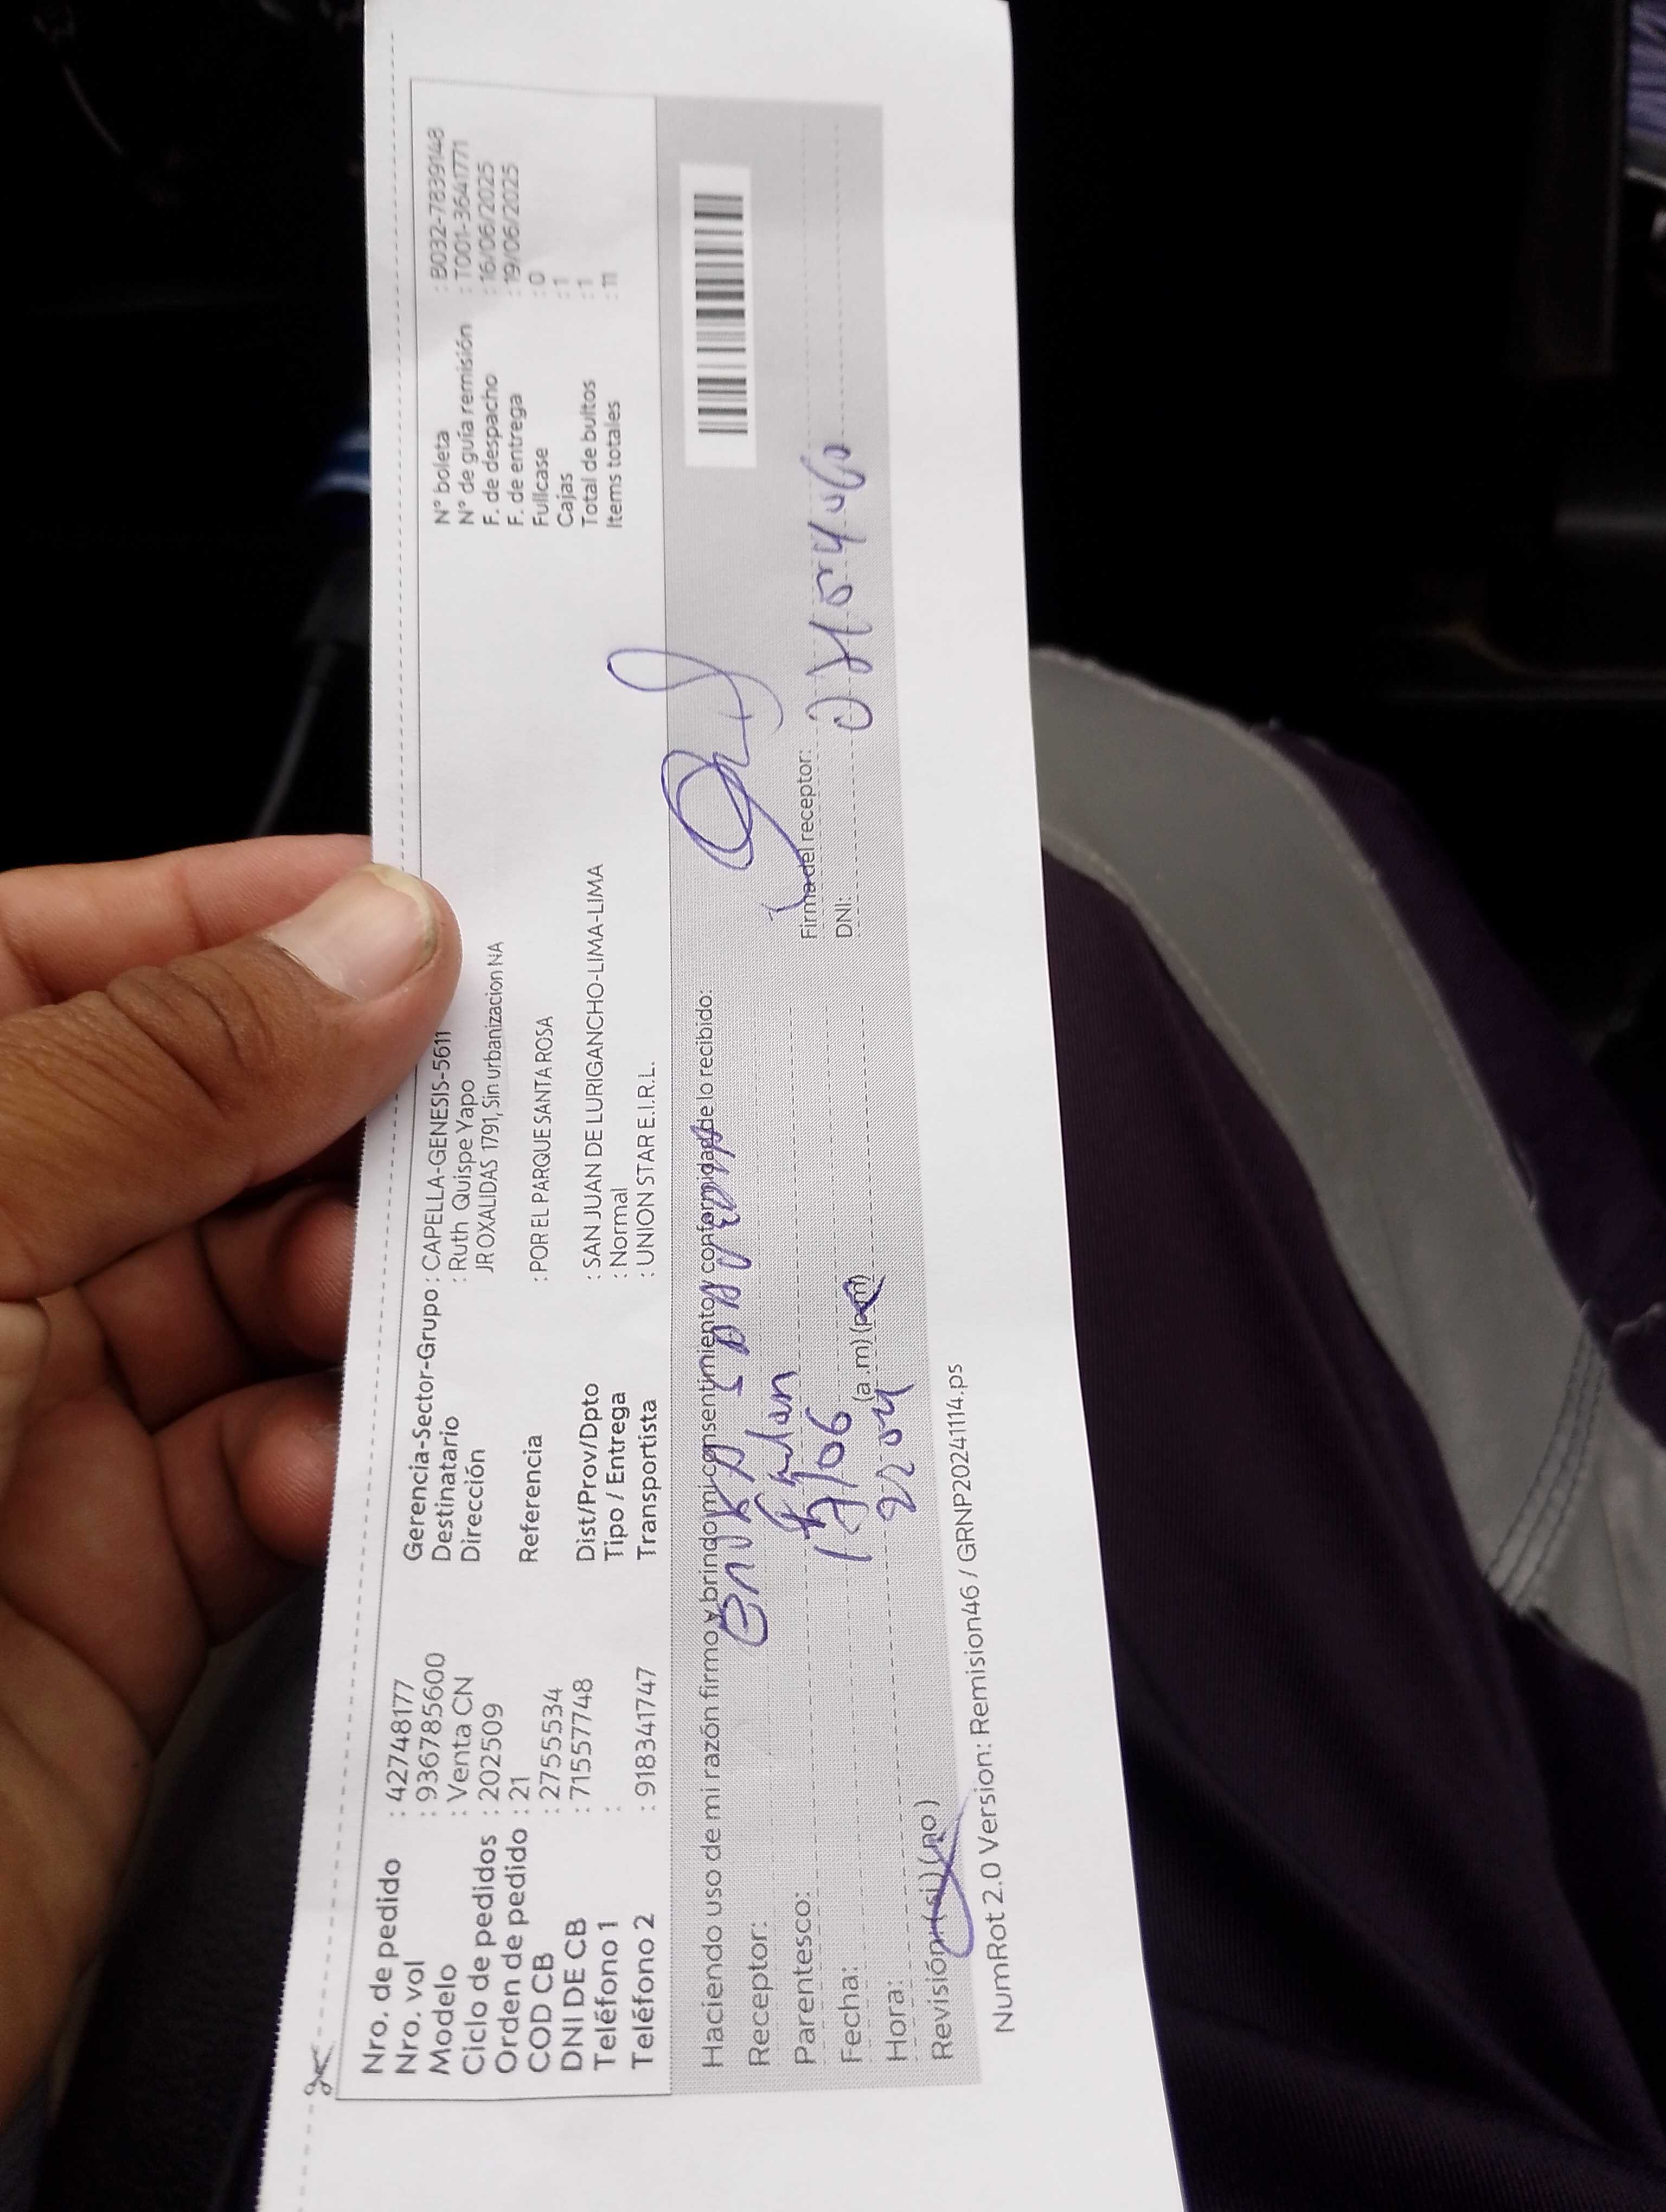 Nro. de pedido : 42748177
Nro. vol : 936785600
Modelo : Venta CN
Ciclo de pedidos : 202509
Orden de pedido : 21
COD CB : 2755534
DNI DE CB : 71557748
Teléfono 1 :
Teléfono 2 : 918341747
Gerencia-Sector-Grupo : CAPELLA-GENESIS-5611
Destinatario : Ruth Quispe Yapo
Dirección JR OXALIDAS 1791, Sin urbanizacion NA
Referencia : POR EL PARQUE SANTA ROSA
Dist/Prov/Dpto : SAN JUAN DE LURIGANCHO-LIMA-LIMA
Tipo / Entrega : Normal
Transportista : UNION STAR E.I.R.L.
N° boleta : B032-7839148
N° de guía remisión : T001-3641771
F. de despacho : 16/06/2025
F. de entrega : 19/06/2025
Fullcase : 0
Cajas : 1
Total de bultos : 1
Items totales : 11
Haciendo uso de mi razón firmo y brindo mi consentimiento y conformidad de lo recibido:
Receptor:
Parentesco:
Fecha: /06
Hora: (a.m) (p.m)
Revisión (si) (no)
Firma del receptor:
DNI:
NumRot 2.0 Version: Remision46 / GRNP20241114.ps